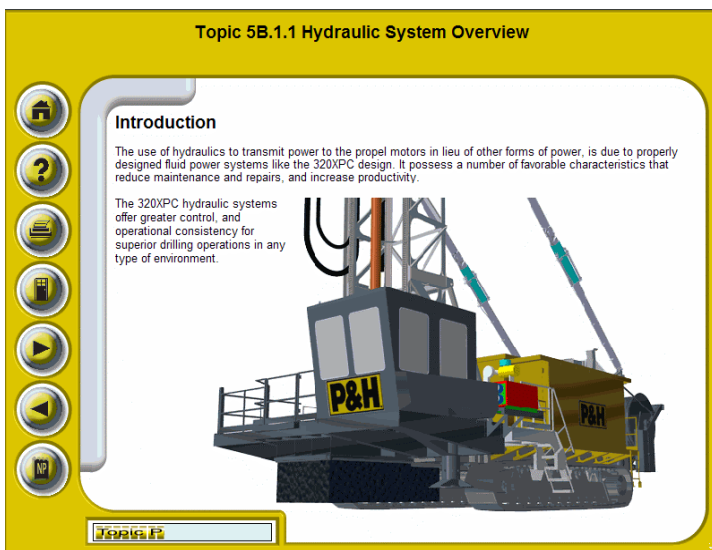 Topic 5B.1.1 Hydraulic System Overview
Introduction
The use of hydraulics to transmit power to the propel motors in lieu of other forms of power, is due to properly
designed fluid power systems like the 320XPC design. It possess a number of favorable characteristics that
reduce maintenance and repairs, and increase productivity.
The 320XPC hydraulic systems
offer greater control, and
operational consistency for
superior drilling operations in any
type of environment.
P&H
P&H
?
NP
Topic P